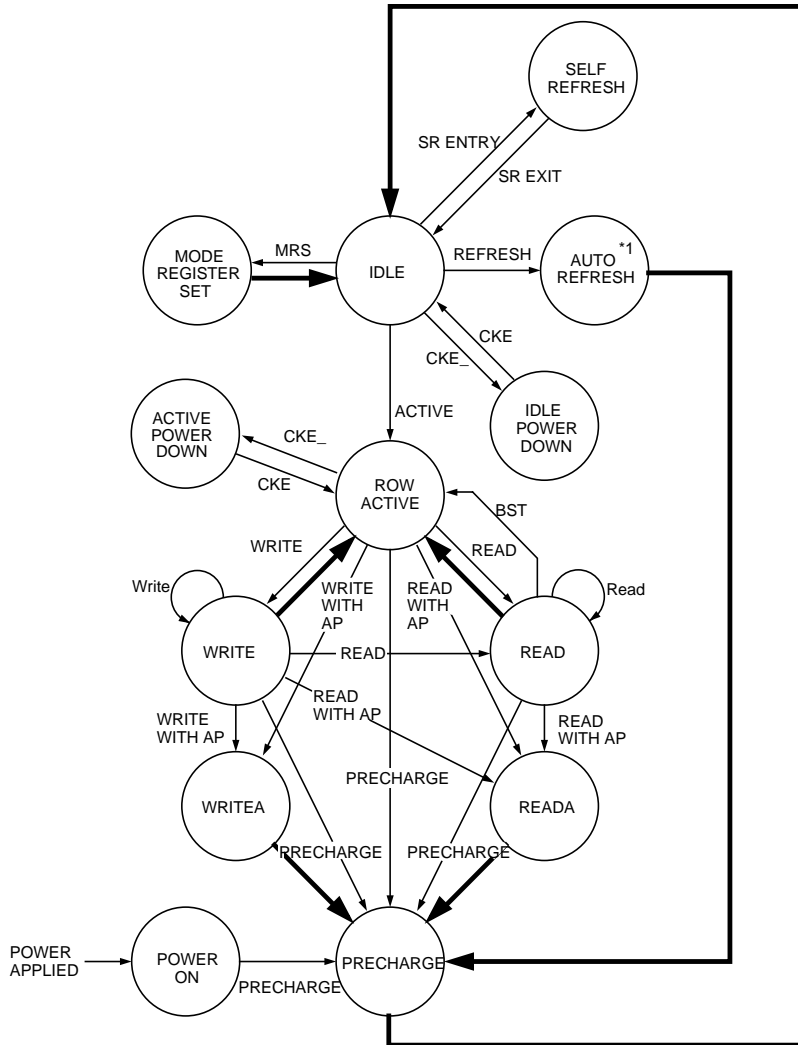 SELF
REFRESH
SR ENTRY
SR EXIT
MODE
REGISTER
SET
MRS
IDLE
REFRESH
*1
AUTO
REFRESH
CKE
CKE_
ACTIVE
IDLE
POWER
DOWN
ACTIVE
POWER
DOWN
CKE_
CKE
ROW
ACTIVE
BST
WRITE
READ
Write
WRITE
WITH
AP
READ
WITH
AP
Read
WRITE
READ
READ
READ
WITH AP
WRITE
WITH AP
READ
WITH AP
PRECHARGE
WRITEA
READA
PRECHARGE
PRECHARGE
POWER
APPLIED
POWER
ON
PRECHARGE
PRECHARGE